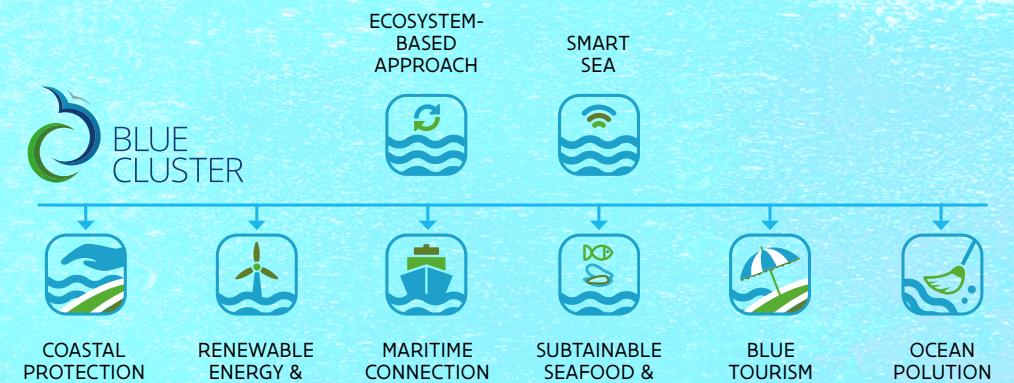 ECOSYSTEM-
BASED
APPROACH
SMART
SEA
BLUE
CLUSTER
COASTAL
PROTECTION
RENEWABLE
ENERGY &
MARITIME
CONNECTION
SUBTAINABLE
SEAFOOD &
BLUE
TOURISM
OCEAN
POLUTION